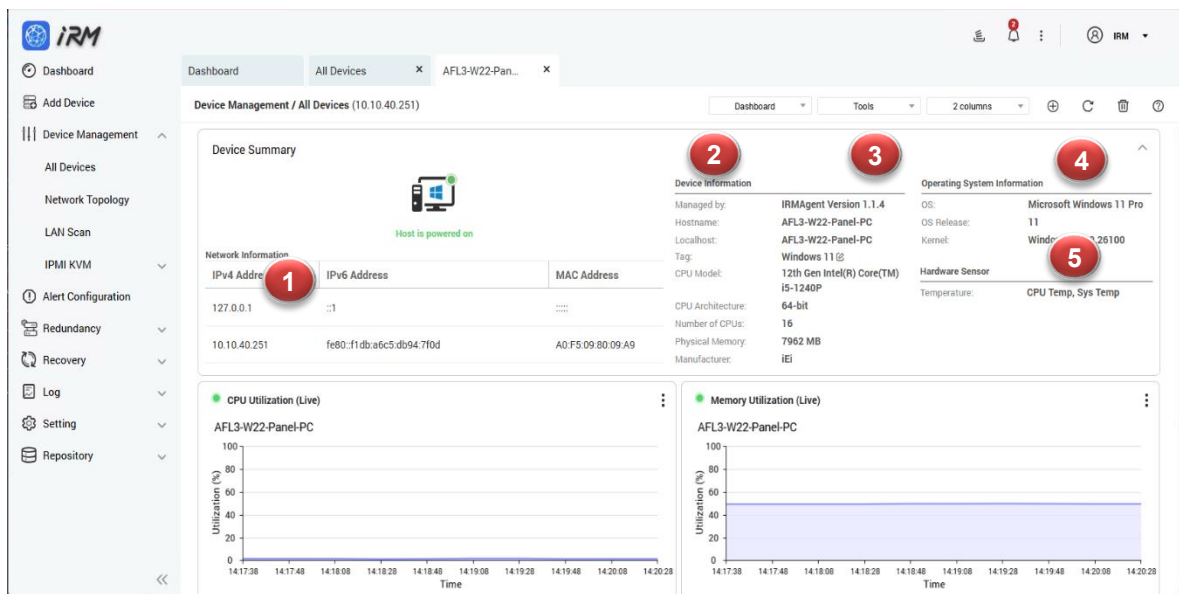 iRM
2
IRM
Dashboard
Add Device
Device Management
All Devices
Network Topology
LAN Scan
IPMI KVM
Alert Configuration
Redundancy
Recovery
Log
Setting
Repository
Dashboard All Devices × AFL3-W22-Pan... ×
Device Management / All Devices (10.10.40.251) Dashboard Tools 2 columns
Device Summary
Host is powered on
Network Information
1
IPv4 IPv6 Address MAC Address
127.0.0.1 ::1 :::::
10.10.40.251 fe80::f1db:a6c5:db94:7f0d A0:F5:09:80:09:A9
2
3
Device Information
Managed by: IRMAgent Version 1.1.4
Hostname: AFL3-W22-Panel-PC
Localhost: AFL3-W22-Panel-PC
Tag: Windows 11
CPU Model: 12th Gen Intel(R) Core(TM)
i5-1240P
CPU Architecture: 64-bit
Number of CPUs: 16
Physical Memory: 7962 MB
Manufacturer: iEi
4
Operating System Information
OS: Microsoft Windows 11 Pro
OS Release: 11
Kernel: .26100
5
Hardware Sensor
Temperature: CPU Temp, Sys Temp
CPU Utilization (Live)
AFL3-W22-Panel-PC
Utilization (%)
100
80
60
40
20
0
14:17:38 14:17:48 14:18:08 14:18:28 14:18:48 14:19:08 14:19:28 14:19:48 14:20:08 14:20:28
Time
Memory Utilization (Live)
AFL3-W22-Panel-PC
Utilization (%)
100
80
60
40
20
0
14:17:38 14:17:48 14:18:08 14:18:28 14:18:48 14:19:08 14:19:28 14:19:48 14:20:08 14:20:28
Time